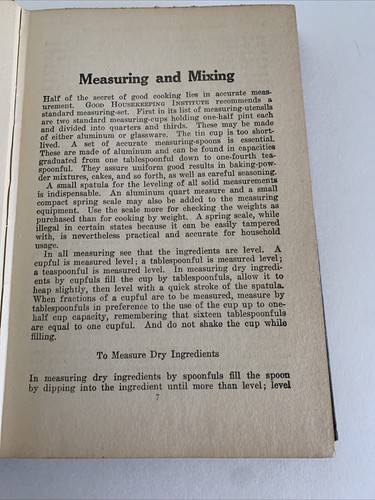 Measuring and Mixing
Half of the secret of good cooking lies in accurate meas-
urement. GOOD HOUSEKEEPING INSTITUTE recommends a
standard measuring-set. First in its list of measuring-utensils
are two standard measuring-cups holding one-half pint each
and divided into quarters and thirds. These may be made
of either aluminum or glassware. The tin cup is too short-
lived. A set of accurate measuring-spoons is essential.
These are made of aluminum and can be found in capacities
graduated from one tablespoonful down to one-fourth tea-
spoonful. They assure uniform good results in baking-pow-
der mixtures, cakes, and so forth, as well as careful seasoning.
A small spatula for the leveling of all solid measurements
is indispensable. An aluminum quart measure and a small
compact spring scale may also be added to the measuring
equipment. Use the scale more for checking the weights as
purchased than for cooking by weight. A spring scale, while
illegal in certain states because it can be easily tampered
with, is nevertheless practical and accurate for household
usage.
In all measuring see that the ingredients are level. A
cupful is measured level; a tablespoonful is measured level;
a teaspoonful is measured level. In measuring dry ingredi-
ents by cupfuls fill the cup by tablespoonfuls, allow it to
heap slightly, then level with a quick stroke of the spatula.
When fractions of a cupful are to be measured, measure by
tablespoonfuls in preference to the use of the cup up to one-
half cup capacity, remembering that sixteen tablespoonfuls
are equal to one cupful. And do not shake the cup while
filling.
To Measure Dry Ingredients
In measuring dry ingredients by spoonfuls fill the spoon
by dipping into the ingredient until more than level; level
7